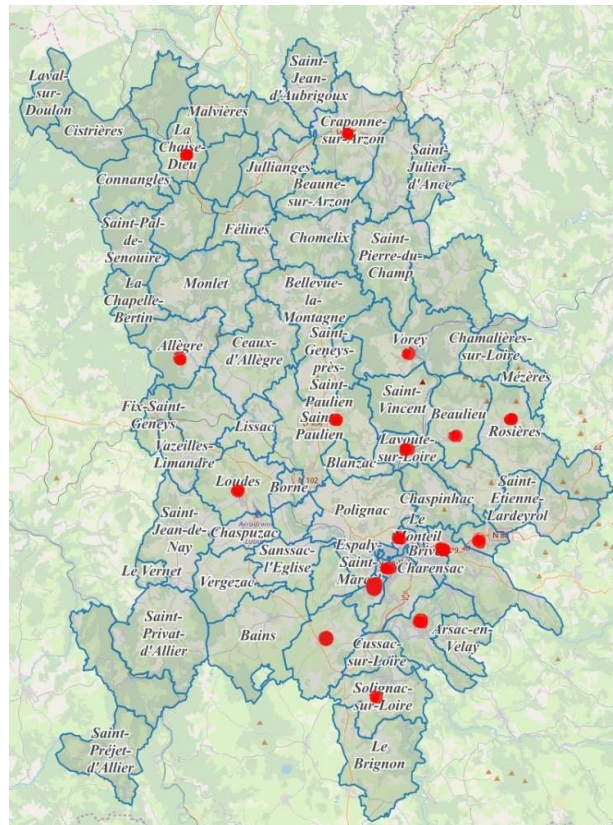 Saint-
Jean-
d'Aubrigoux
Laval-
sur-
Doulon
Malvières
Cistrières
Craponne-
sur-Arzon
La
Chaise-
Dieu
Saint-
Julien-
d'Ance
Jullianges
Connangles
Beaune-
sur-Arzon
Saint-Pal-
de-
Senouire
Félines
Chomelix
Saint-
Pierre-du-
Champ
La
Chapelle-
Bertin
Monlet
Bellevue-
la-
Montagne
Allègre
Ceaux-
d'Allègre
Saint-
Geneys-
près-
Saint-
Paulien
Vorey
Chamalières-
sur-Loire
Mézères
Saint-
Vincent
Beaulieu
Rosières
Fix-Saint-
Geneys
Lissac
Saint-
Paulien
Vazeilles-
Limandre
Blanzac
Lavoute-
sur-Loire
44
Loudes
Borne
N 102
Chaspinhac
Saint-
Etienne-
Lardeyrol
Polignac
Saint-
Jean-de-
Nay
Chaspuzac
Aérodrome
Le
Monteil
N 88
Sanssac-
l'Eglise
Espaly-
Saint-
Marcel
Brives-
Charensac
Le Vernet
Vergezac
Saint-
Privat-
d'Allier
Bains
Arsac-en-
Velay
Cussac-
sur-Loire
Solignac-
sur-Loire
Saint-
Préjet-
d'Allier
Le
Brignon